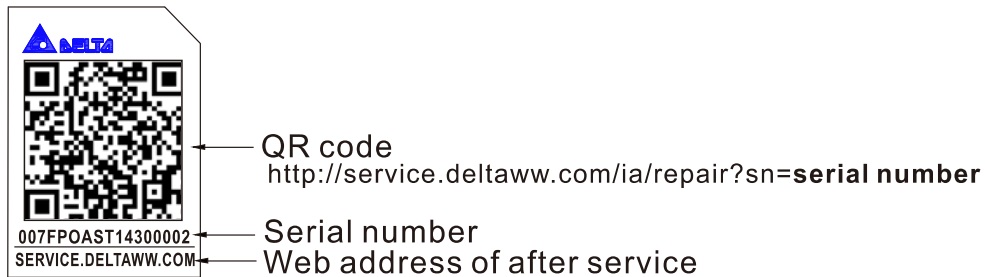 DELTA
QR code
http://service.deltaww.com/ia/repair?sn=serial number
007FPOAST14300002
Serial number
SERVICE.DELTAWW.COM
Web address of after service